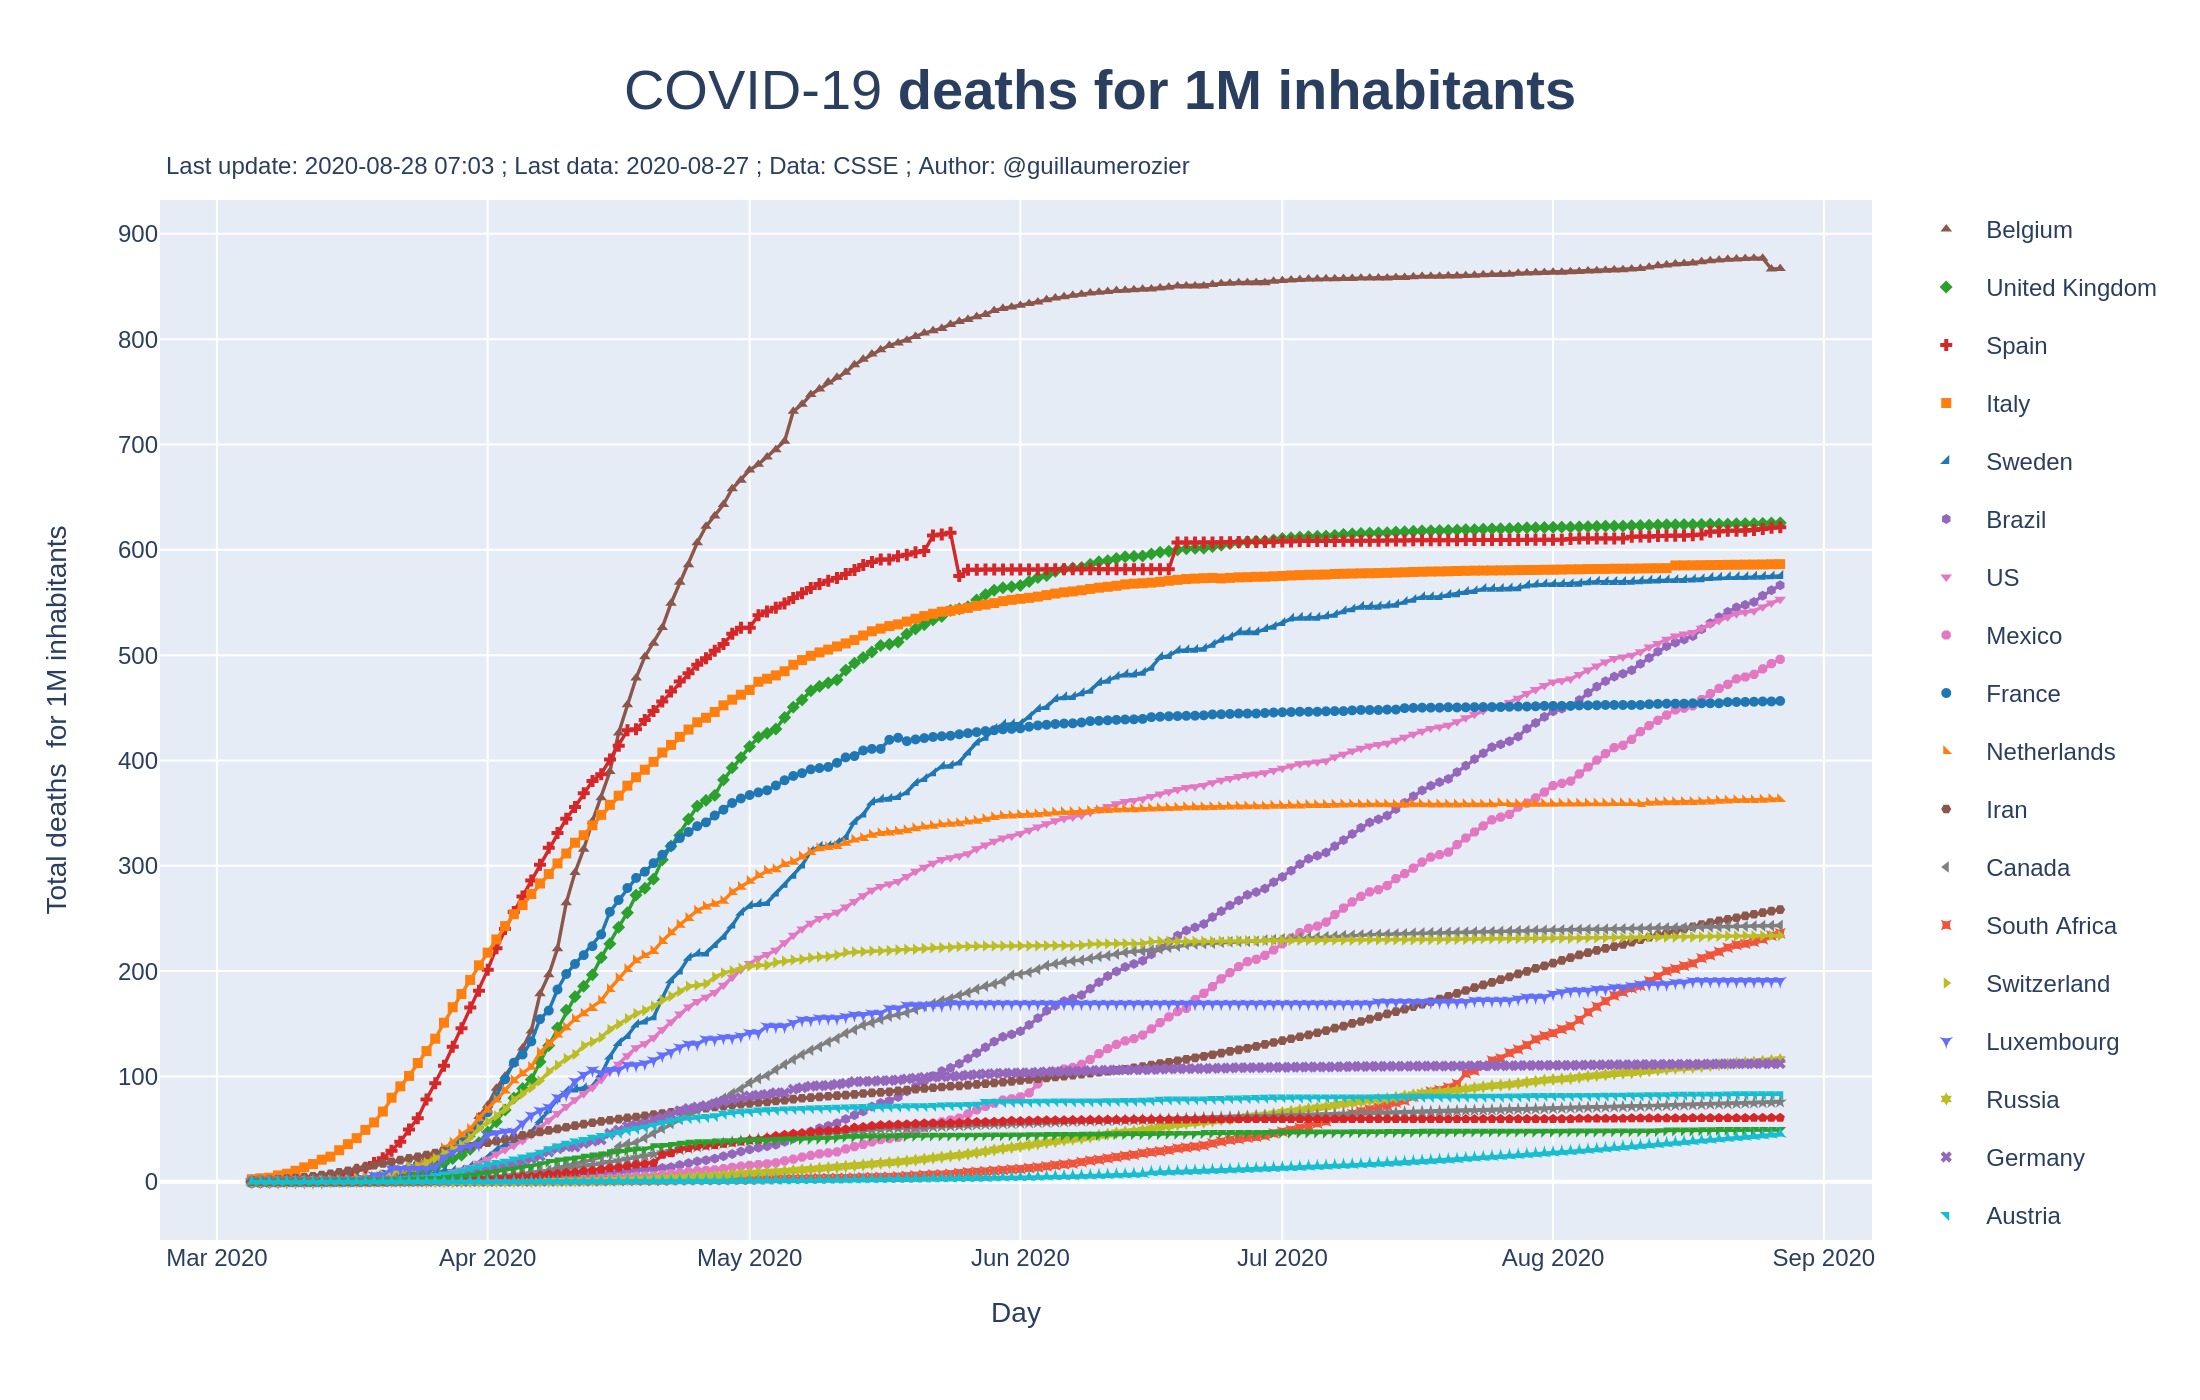 COVID-19 deaths for 1M inhabitants
Last update: 2020-08-28 07:03 ; Last data: 2020-08-27 ; Data: CSSE ; Author: @guillaumerozier
Total deaths for 1M inhabitants
900
800
700
600
500
400
300
200
100
0
Mar 2020
Apr 2020
May 2020
Jun 2020
Jul 2020
Aug 2020
Sep 2020
Day
Belgium
United Kingdom
Spain
Italy
Sweden
Brazil
US
Mexico
France
Netherlands
Iran
Canada
South Africa
Switzerland
Luxembourg
Russia
Germany
Austria